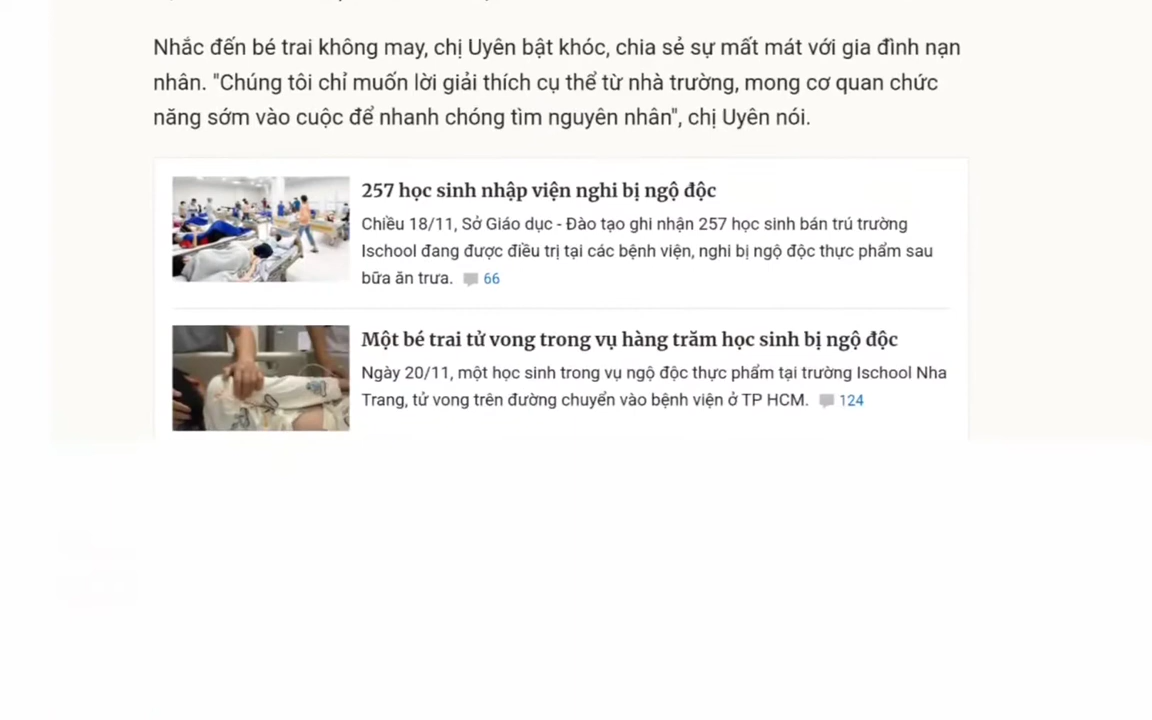 Nhắc đến bé trai không may, chị Uyên bật khóc, chia sẻ sự mất mát với gia đình nạn
nhân. "Chúng tôi chỉ muốn lời giải thích cụ thể từ nhà trường, mong cơ quan chức
năng sớm vào cuộc để nhanh chóng tìm nguyên nhân", chị Uyên nói.
257 học sinh nhập viện nghi bị ngộ độc
Chiều 18/11, Sở Giáo dục - Đào tạo ghi nhận 257 học sinh bán trú trường
Ischool đang được điều trị tại các bệnh viện, nghi bị ngộ độc thực phẩm sau
bữa ăn trưa. 66
Một bé trai tử vong trong vụ hàng trăm học sinh bị ngộ độc
Ngày 20/11, một học sinh trong vụ ngộ độc thực phẩm tại trường Ischool Nha
Trang, tử vong trên đường chuyển vào bệnh viện ở TP HCM. 124